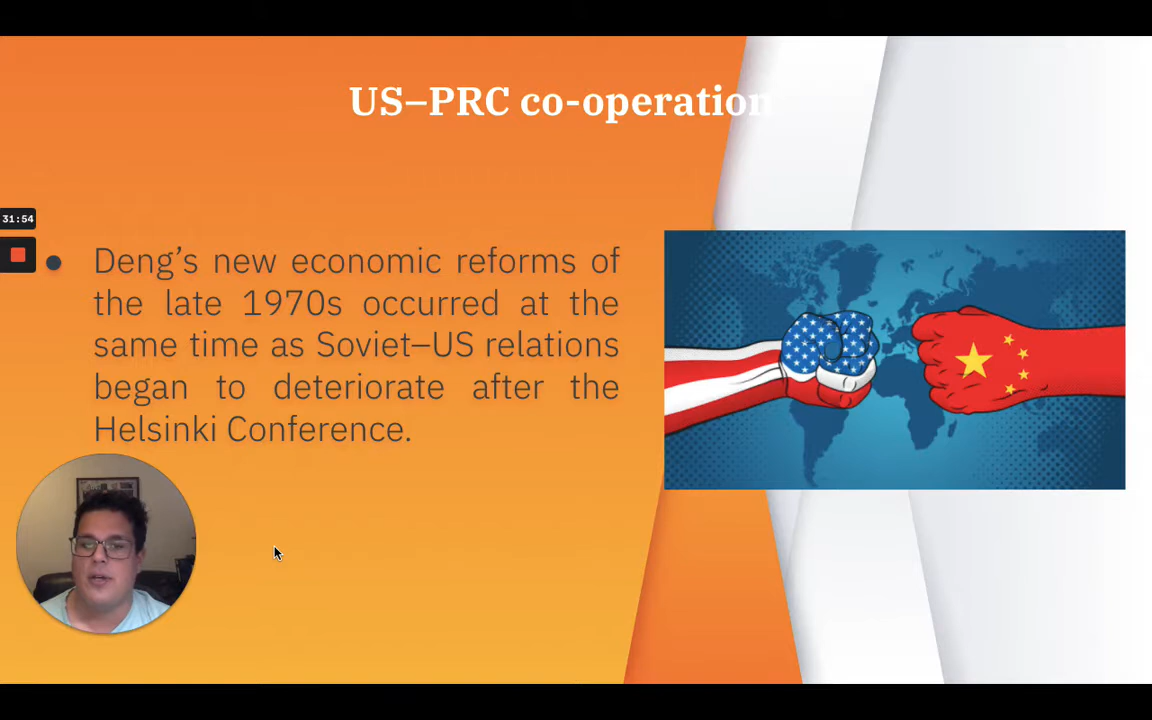 US–PRC co-operation
31:54
Deng’s new economic reforms of
the late 1970s occurred at the
same time as Soviet–US relations
began to deteriorate after the
Helsinki Conference.